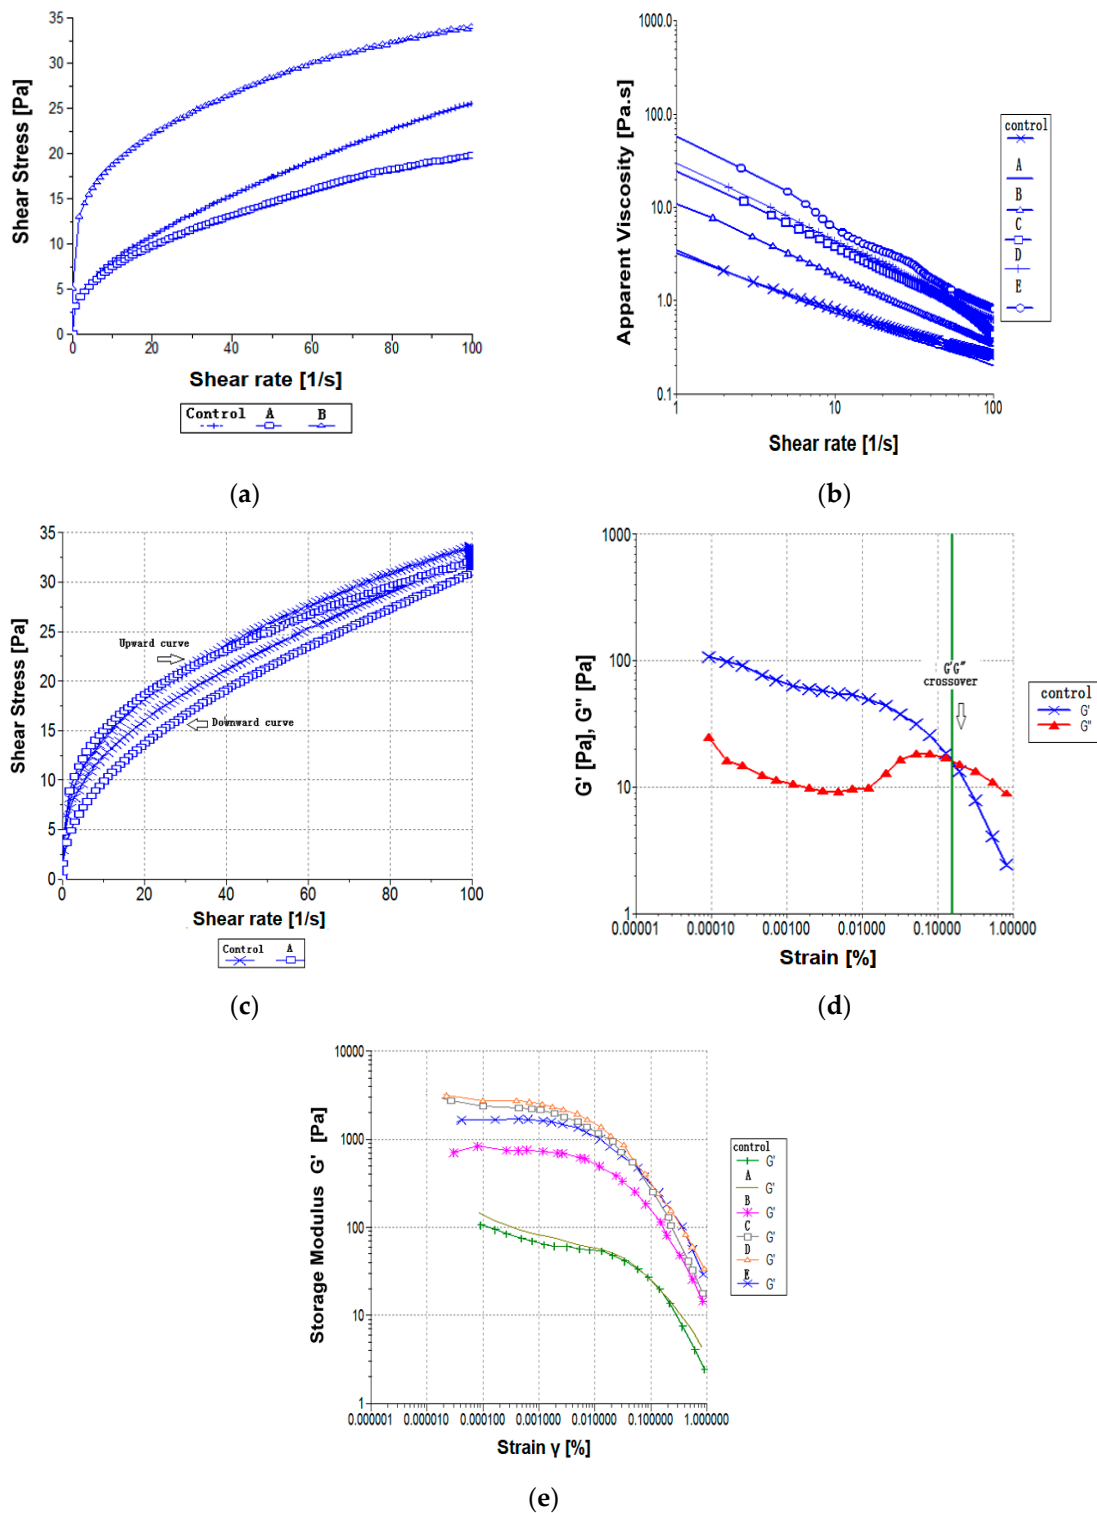 35
30
25
20
15
10
5
0
Shear Stress [Pa]
0
20
40
60
80
100
Shear rate [1/s]
Control A B
(a)
1000.0
100.0
10.0
1.0
0.1
Apparent Viscosity [Pa.s]
1
10
100
Shear rate [1/s]
control
A
B
C
D
E
(b)
35
30
25
20
15
10
5
0
Shear Stress [Pa]
Upward curve
Downward curve
0
20
40
60
80
100
Shear rate [1/s]
Control A
(c)
1000
100
10
1
G' [Pa], G" [Pa]
G'G"
crossover
0.00001
0.00010
0.00100
0.01000
0.10000
1.00000
Strain [%]
control
G'
G"
(d)
10000
1000
100
10
1
Storage Modulus G' [Pa]
0.000001
0.000010
0.000100
0.001000
0.010000
0.100000
1.000000
Strain γ [%]
control
G'
A
G'
B
G'
C
G'
D
G'
E
G'
(e)